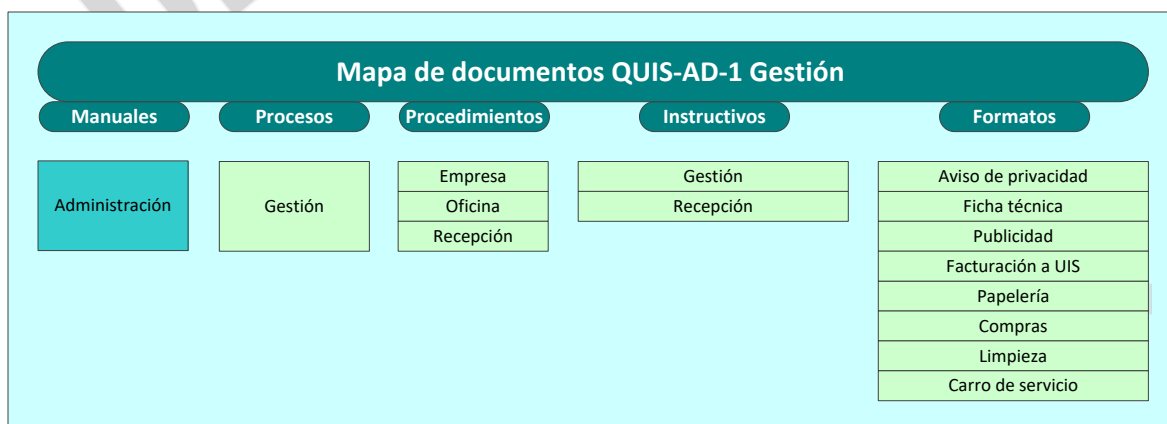 Mapa de documentos QUIS-AD-1 Gestión
Manuales
Procesos
Procedimientos
Instructivos
Formatos
Administración
Gestión
Empresa
Oficina
Recepción
Gestión
Recepción
Aviso de privacidad
Ficha técnica
Publicidad
Facturación a UIS
Papelería
Compras
Limpieza
Carro de servicio